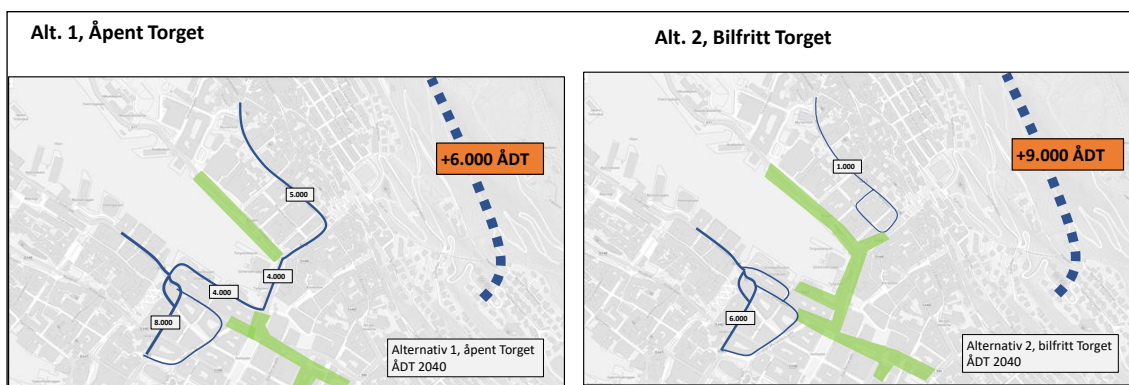 Alt. 1, Åpent Torget
Alt. 2, Bilfritt Torget
+6.000 ÅDT
5.000
4.000
4.000
8.000
Alternativ 1, åpent Torget
ÅDT 2040
+9.000 ÅDT
1.000
6.000
Alternativ 2, bilfritt Torget
ÅDT 2040